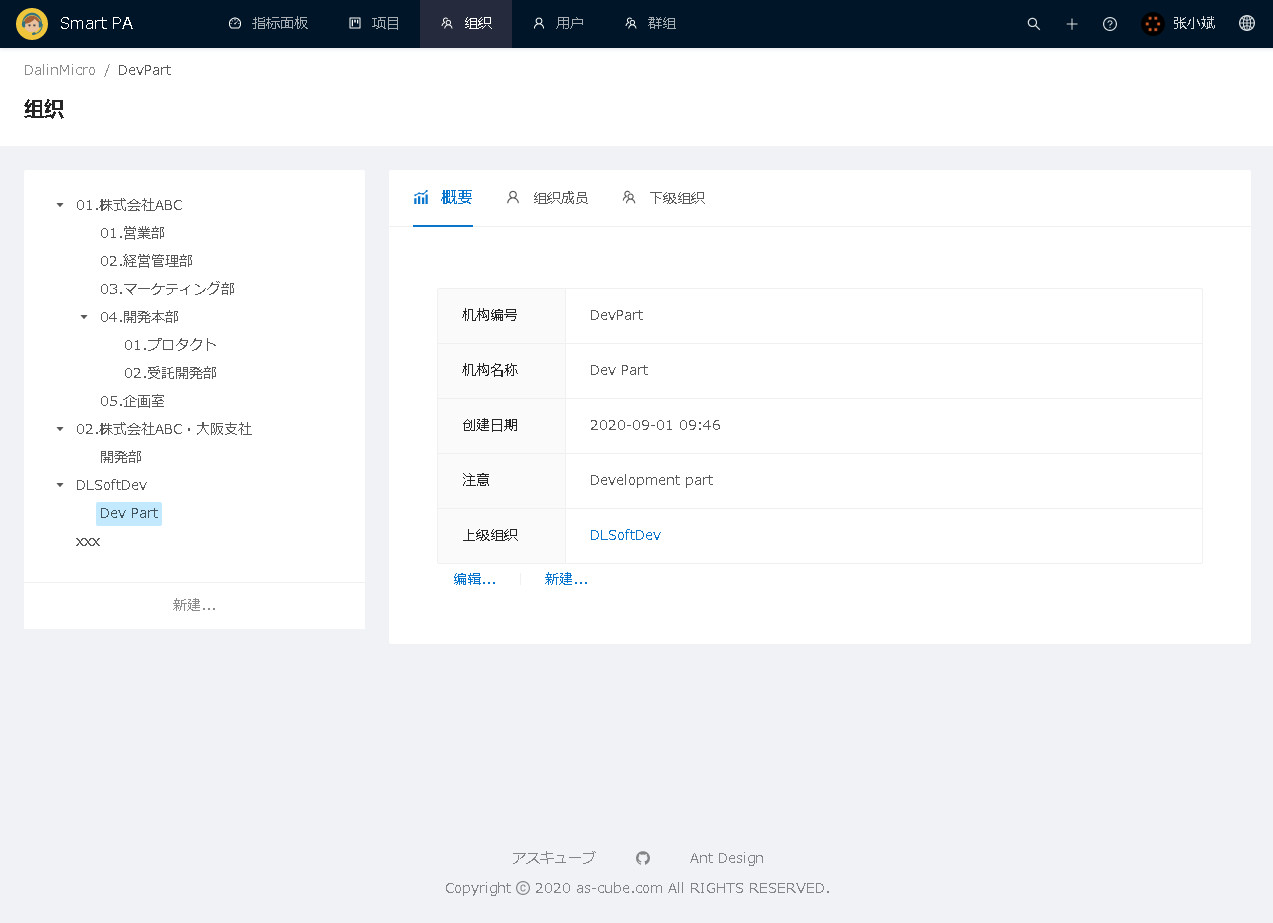 Smart PA 指标面板 项目 组织 用户 群组 张小斌
DalinMicro / DevPart
组织
01.株式会社ABC
01.営業部
02.経営管理部
03.マーケティング部
04.開発本部
01.プロタクト
02.受託開発部
05.企画室
02.株式会社ABC・大阪支社
開発部
DLSoftDev
Dev Part
xxx
新建...
概要 组织成员 下级组织
机构编号 DevPart
机构名称 Dev Part
创建日期 2020-09-01 09:46
注意 Development part
上级组织 DLSoftDev
编辑... 新建...
アスキューブ Ant Design
Copyright © 2020 as-cube.com All RIGHTS RESERVED.